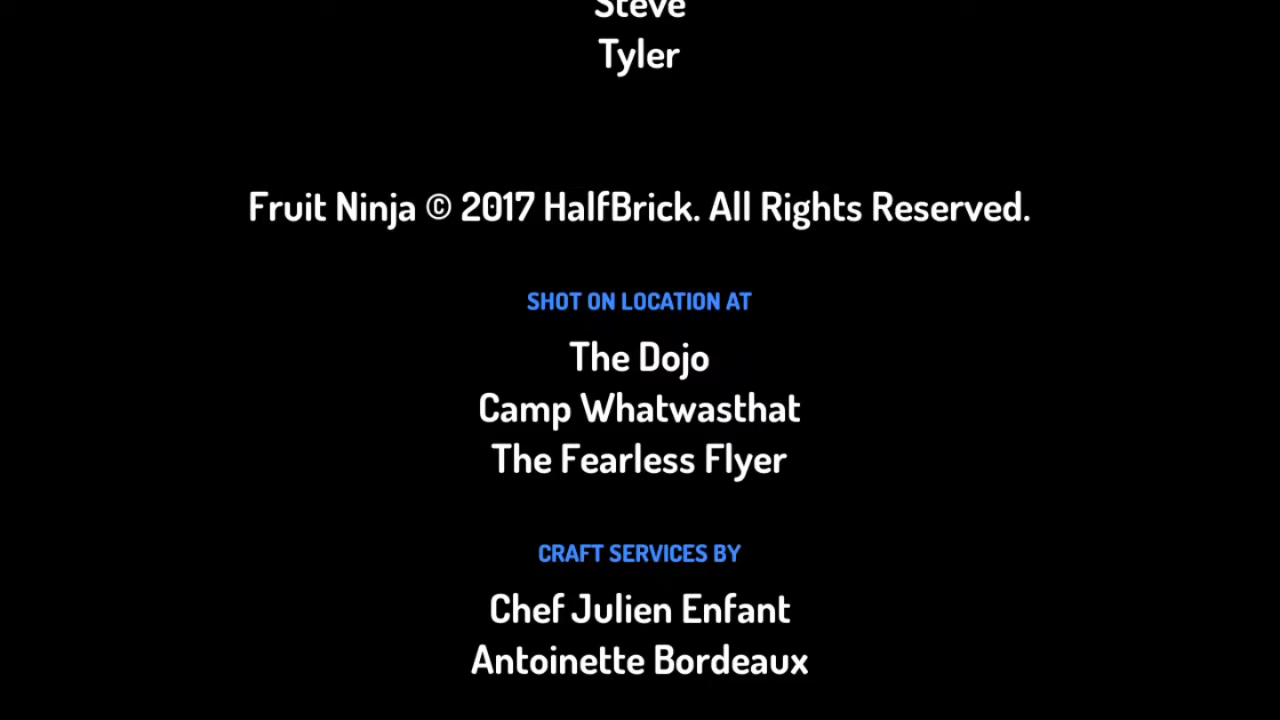 Steve
Tyler
Fruit Ninja © 2017 HalfBrick. All Rights Reserved.
SHOT ON LOCATION AT
The Dojo
Camp Whatwasthat
The Fearless Flyer
CRAFT SERVICES BY
Chef Julien Enfant
Antoinette Bordeaux